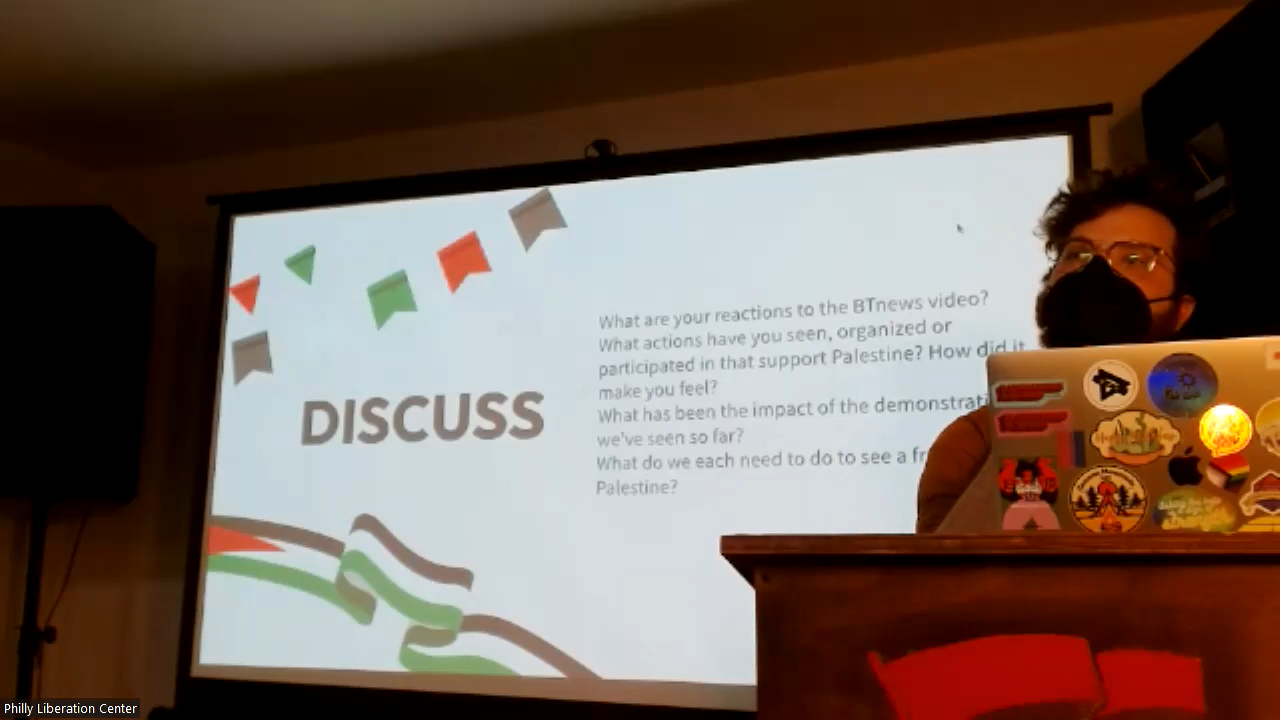 DISCUSS
What are your reactions to the BTnews video?
What actions have you seen, organized or
participated in that support Palestine? How did it
make you feel?
What has been the impact of the demonstrati
we've seen so far?
What do we each need to do to see a fr
Palestine?
Philly Liberation Center